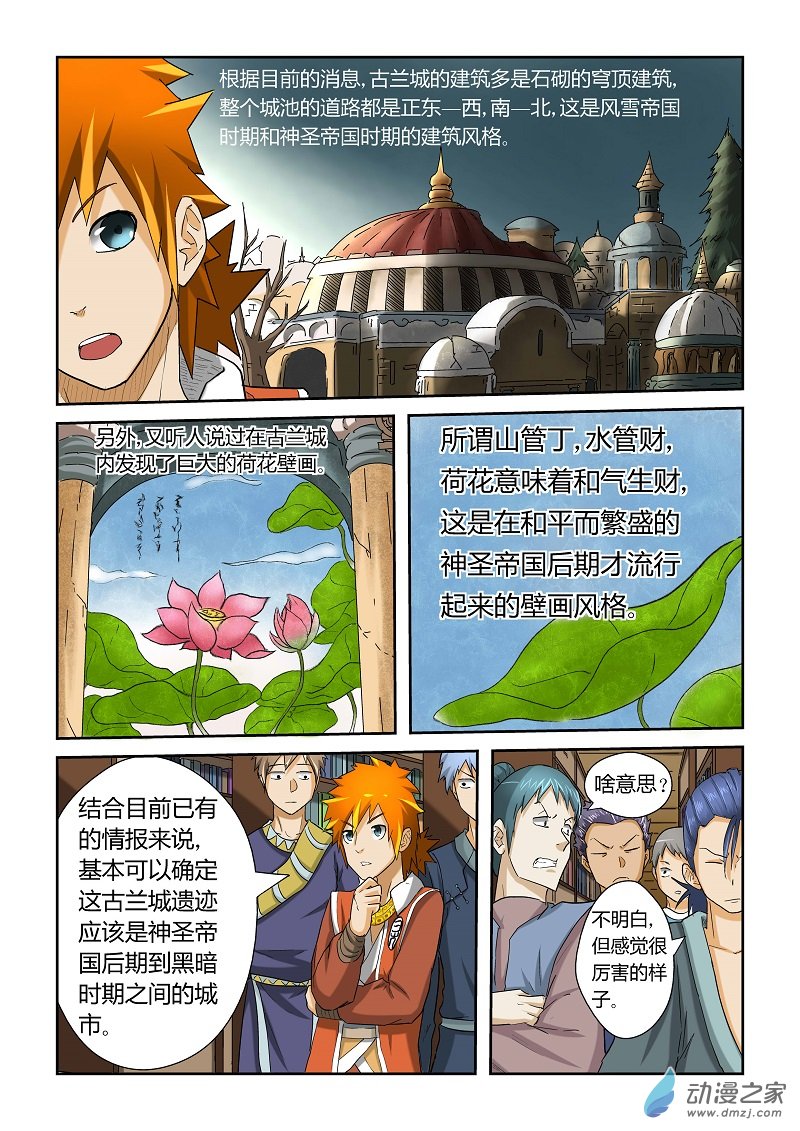 根据目前的消息，古兰城的建筑多是石砌的穹顶建筑，
整个城池的道路都是正东—西，南—北，这是风雪帝国
时期和神圣帝国时期的建筑风格。
另外，又听人说过在古兰城
内发现了巨大的荷花壁画。
所谓山管丁，水管财，
荷花意味着和气生财，
这是在和平而繁盛的
神圣帝国后期才流行
起来的壁画风格。
结合目前已有
的情报来说，
基本可以确定
这古兰城遗迹
应该是神圣帝
国后期到黑暗
时期之间的城
市。
啥意思？
不明白，
但感觉很
厉害的样
子。
动漫之家
www.dmzj.com